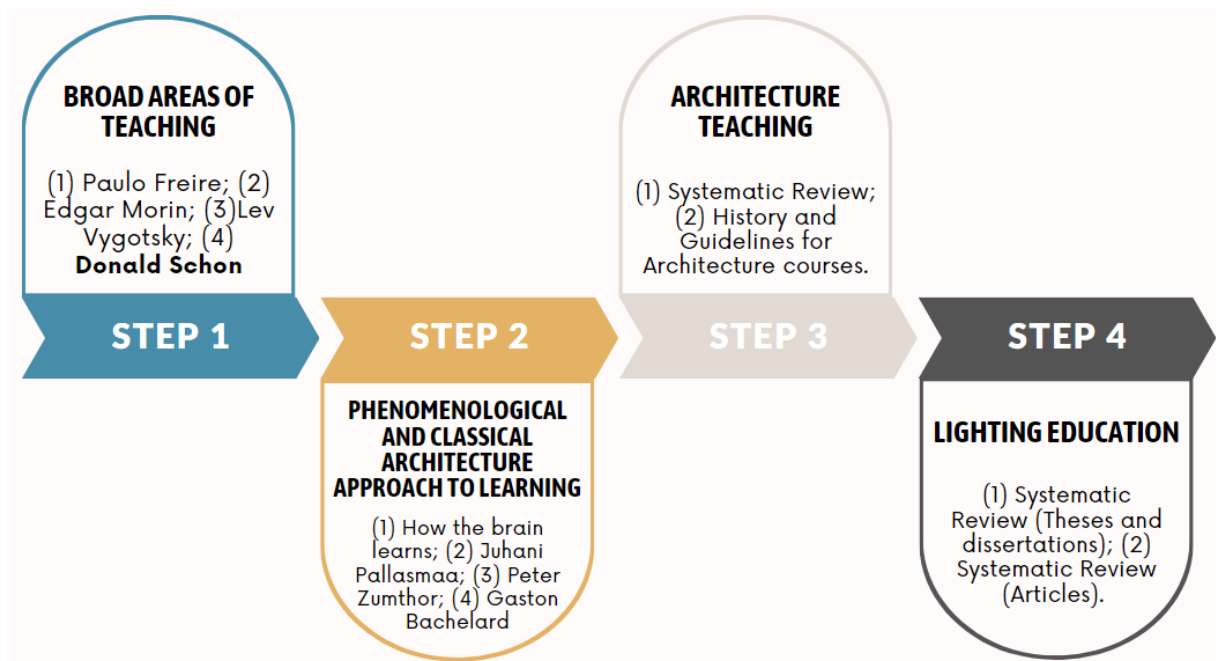 BROAD AREAS OF
TEACHING
(1) Paulo Freire; (2)
Edgar Morin; (3)Lev
Vygotsky; (4)
Donald Schon
STEP 1
STEP 2
PHENOMENOLOGICAL
AND CLASSICAL
ARCHITECTURE
APPROACH TO LEARNING
(1) How the brain
learns; (2) Juhani
Pallasmaa; (3) Peter
Zumthor; (4) Gaston
Bachelard
ARCHITECTURE
TEACHING
(1) Systematic Review;
(2) History and
Guidelines for
Architecture courses.
STEP 3
STEP 4
LIGHTING EDUCATION
(1) Systematic
Review (Theses and
dissertations); (2)
Systematic Review
(Articles).